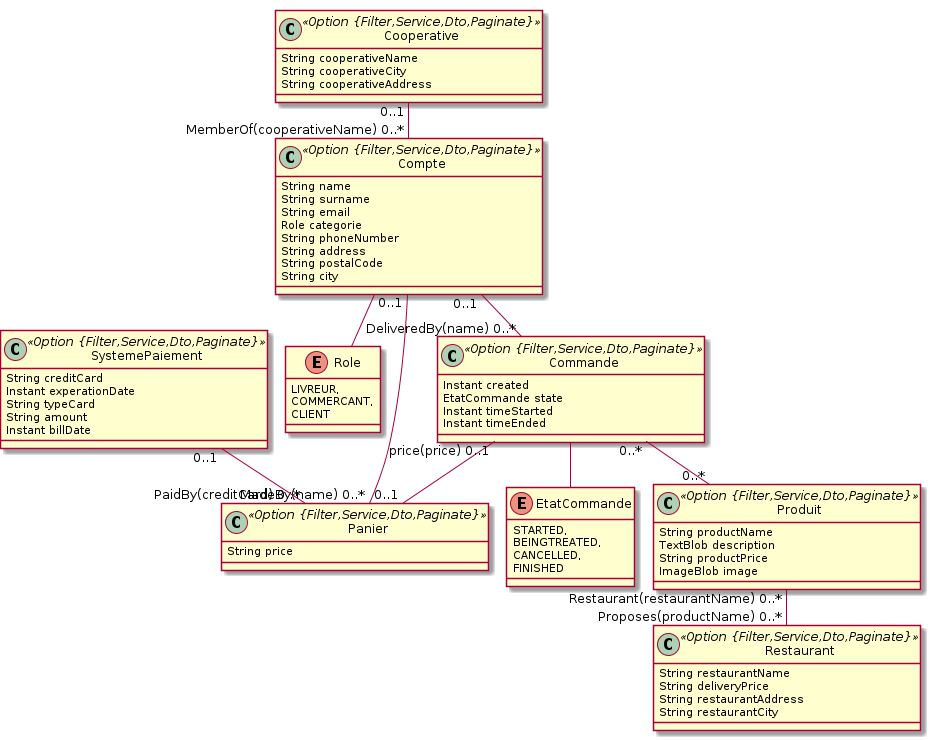 C «Option {Filter,Service,Dto,Paginate}»
Cooperative
String cooperativeName
String cooperativeCity
String cooperativeAddress
0..1
MemberOf(cooperativeName) 0..*
C «Option {Filter,Service,Dto,Paginate}»
Compte
String name
String surname
String email
Role categorie
String phoneNumber
String address
String postalCode
String city
0..1
0..1
DeliveredBy(name) 0..*
C «Option {Filter,Service,Dto,Paginate}»
SystemePaiement
String creditCard
Instant experationDate
String typeCard
String amount
Instant billDate
0..1
E Role
LIVREUR,
COMMERCANT,
CLIENT
C «Option {Filter,Service,Dto,Paginate}»
Commande
Instant created
EtatCommande state
Instant timeStarted
Instant timeEnded
price(price) 0..1
0..*
0..*
PaidBy(creditCard) 0..*
MadeBy(name) 0..*
0..1
C «Option {Filter,Service,Dto,Paginate}»
Panier
String price
E EtatCommande
STARTED,
BEINGTREATED,
CANCELLED,
FINISHED
C «Option {Filter,Service,Dto,Paginate}»
Produit
String productName
TextBlob description
String productPrice
ImageBlob image
Restaurant(restaurantName) 0..*
Proposes(productName) 0..*
C «Option {Filter,Service,Dto,Paginate}»
Restaurant
String restaurantName
String deliveryPrice
String restaurantAddress
String restaurantCity